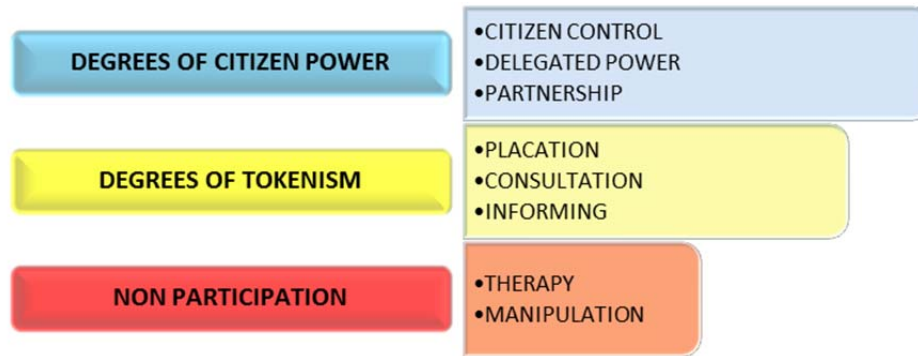 DEGREES OF CITIZEN POWER
•CITIZEN CONTROL
•DELEGATED POWER
•PARTNERSHIP
DEGREES OF TOKENISM
•PLACATION
•CONSULTATION
•INFORMING
NON PARTICIPATION
•THERAPY
•MANIPULATION